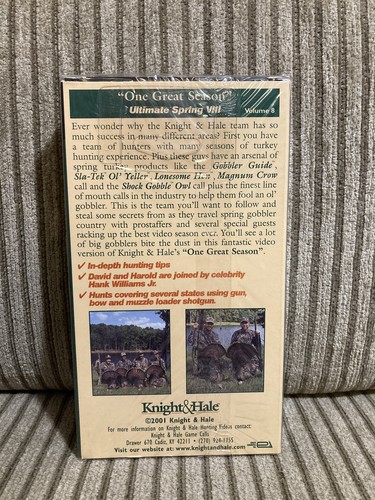 "One Great Season"
Ultimate Spring VIII
Volume 8
Ever wonder why the Knight & Hale team has so
much success in many different areas? First you have
a team of hunters with many seasons of turkey
hunting experience. Plus these guys have an arsenal of
spring turkey products like the Gobbler Guide,
Sla-Tek, Ol' Yeller, Lonesome Hen, Magnum Crow
call and the Shock Gobble Owl call plus the finest line
of mouth calls in the industry to help them fool an ol'
gobbler. This is the team you'll want to follow and
steal some secrets from as they travel spring gobbler
country with prostaffers and several special guests
racking up the best video season ever. You'll see a lot
of big gobblers bite the dust in this fantastic video
version of Knight & Hale's "One Great Season".
✓ In-depth hunting tips
✓ David and Harold are joined by celebrity
Hank Williams Jr.
✓ Hunts covering several states using gun,
bow and muzzle loader shotgun.
Knight&Hale
©2001 Knight & Hale
For more information on Knight & Hale Hunting Videos contact:
Knight & Hale Game Calls
Drawer 670 Cadiz, KY 42211 • (270) 924-1755
Visit our website at: www.knightandhale.com